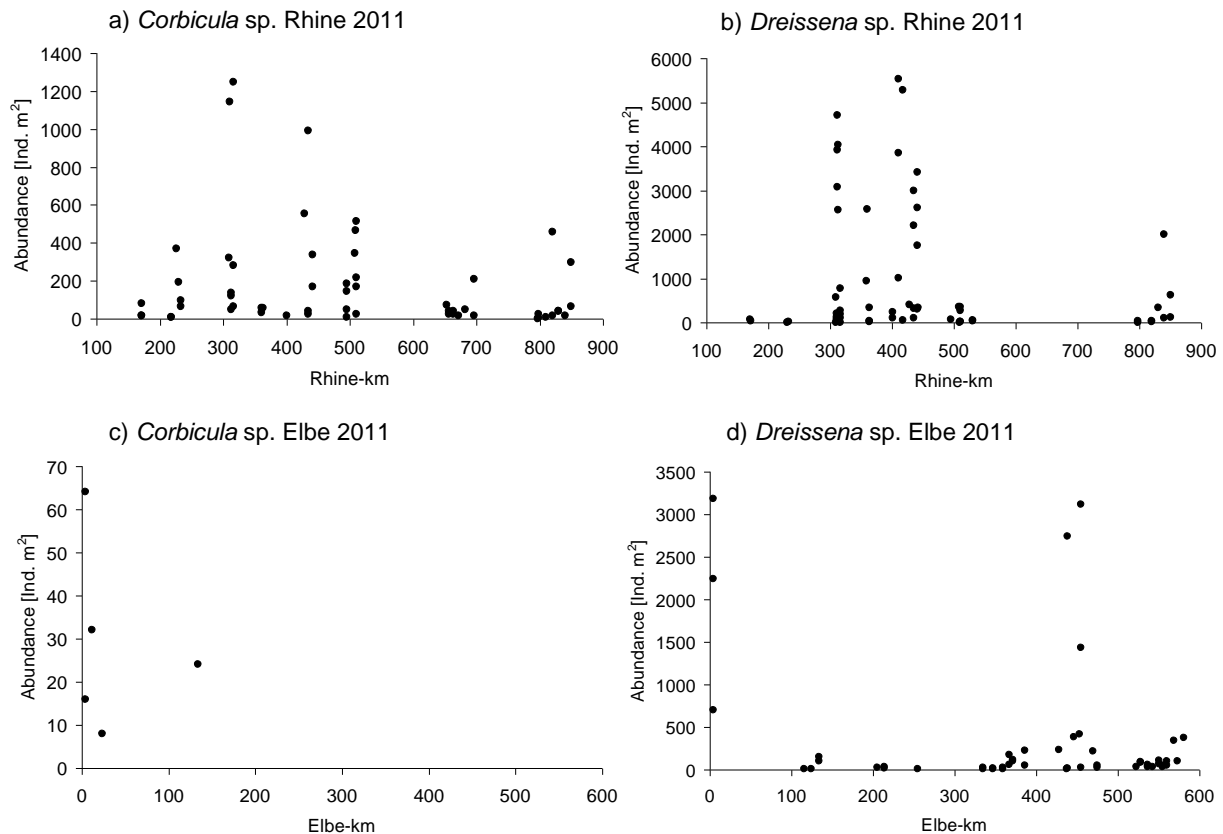 a) Corbicula sp. Rhine 2011
Abundance [Ind. m²]
1400
1200
1000
800
600
400
200
0
100 200 300 400 500 600 700 800 900
Rhine-km
b) Dreissena sp. Rhine 2011
Abundance [Ind. m²]
6000
5000
4000
3000
2000
1000
0
100 200 300 400 500 600 700 800 900
Rhine-km
c) Corbicula sp. Elbe 2011
Abundance [Ind. m²]
70
60
50
40
30
20
10
0
0 100 200 300 400 500 600
Elbe-km
d) Dreissena sp. Elbe 2011
Abundance [Ind. m²]
3500
3000
2500
2000
1500
1000
500
0
0 100 200 300 400 500 600
Elbe-km